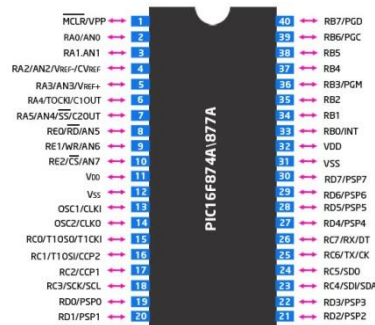 MCLR/VPP 1
RA0/AN0 2
RA1.AN1 3
RA2/AN2/VREF-/CVREF 4
RA3/AN3/VREF+ 5
RA4/TOCKI/C1OUT 6
RA5/AN4/SS/C2OUT 7
RE0/RD/AN5 8
RE1/WR/AN6 9
RE2/CS/AN7 10
VDD 11
VSS 12
OSC1/CLKI 13
OSC2/CLKO 14
RC0/T1OSO/T1CKI 15
RC1/T1OSI/CCP2 16
RC2/CCP1 17
RC3/SCK/SCL 18
RD0/PSP0 19
RD1/PSP1 20
PIC16F874A\877A
40 RB7/PGD
39 RB6/PGC
38 RB5
37 RB4
36 RB3/PGM
35 RB2
34 RB1
33 RB0/INT
32 VDD
31 VSS
30 RD7/PSP7
29 RD6/PSP6
28 RD5/PSP5
27 RD4/PSP4
26 RC7/RX/DT
25 RC6/TX/CK
24 RC5/SDO
23 RC4/SDI/SDA
22 RD3/PSP3
21 RD2/PSP2